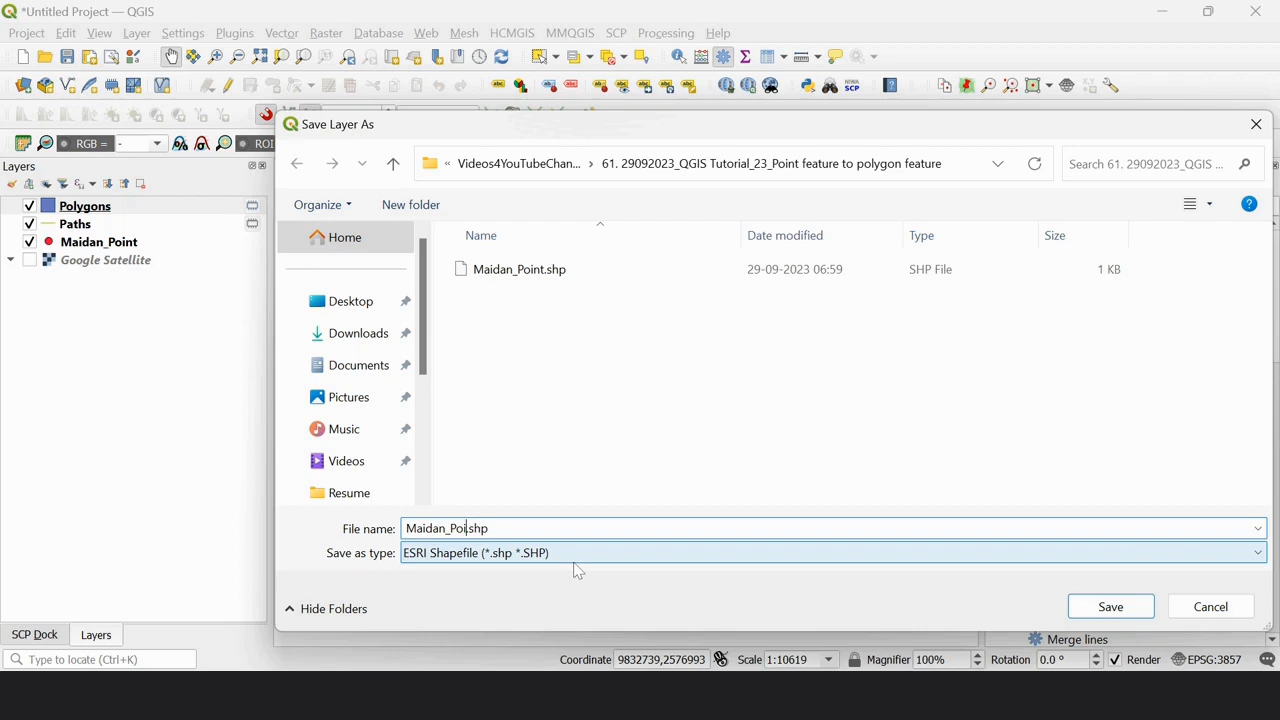 *Untitled Project — QGIS
Project Edit View Layer Settings Plugins Vector Raster Database Web Mesh HCMGIS MMQGIS SCP Processing Help
RGB = - ROI
Save Layer As
« Videos4YouTubeChan... › 61. 29092023_QGIS Tutorial_23_Point feature to polygon feature
Search 61. 29092023_QGIS ...
Layers
Polygons
Paths
Maidan_Point
Google Satellite
Organize
New folder
Home
Desktop
Downloads
Documents
Pictures
Music
Videos
Resume
Name Date modified Type Size
Maidan_Point.shp 29-09-2023 06:59 SHP File 1 KB
File name: Maidan_Poi.shp
Save as type: ESRI Shapefile (*.shp *.SHP)
Hide Folders
Save
Cancel
SCP Dock
Layers
Merge lines
Type to locate (Ctrl+K)
Coordinate 9832739,2576993 Scale 1:10619 Magnifier 100% Rotation 0.0 ° Render EPSG:3857